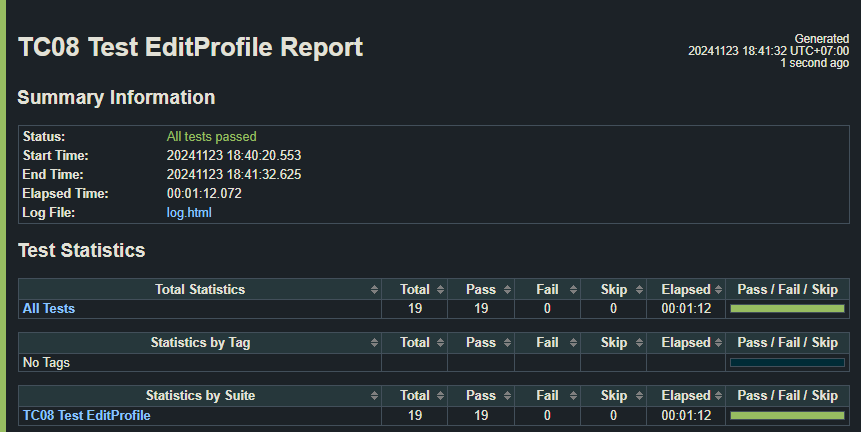 TC08 Test EditProfile Report
Generated
20241123 18:41:32 UTC+07:00
1 second ago
Summary Information
Status: All tests passed
Start Time: 20241123 18:40:20.553
End Time: 20241123 18:41:32.625
Elapsed Time: 00:01:12.072
Log File: log.html
Test Statistics
Total Statistics Total Pass Fail Skip Elapsed Pass / Fail / Skip
All Tests 19 19 0 0 00:01:12
Statistics by Tag Total Pass Fail Skip Elapsed Pass / Fail / Skip
No Tags
Statistics by Suite Total Pass Fail Skip Elapsed Pass / Fail / Skip
TC08 Test EditProfile 19 19 0 0 00:01:12